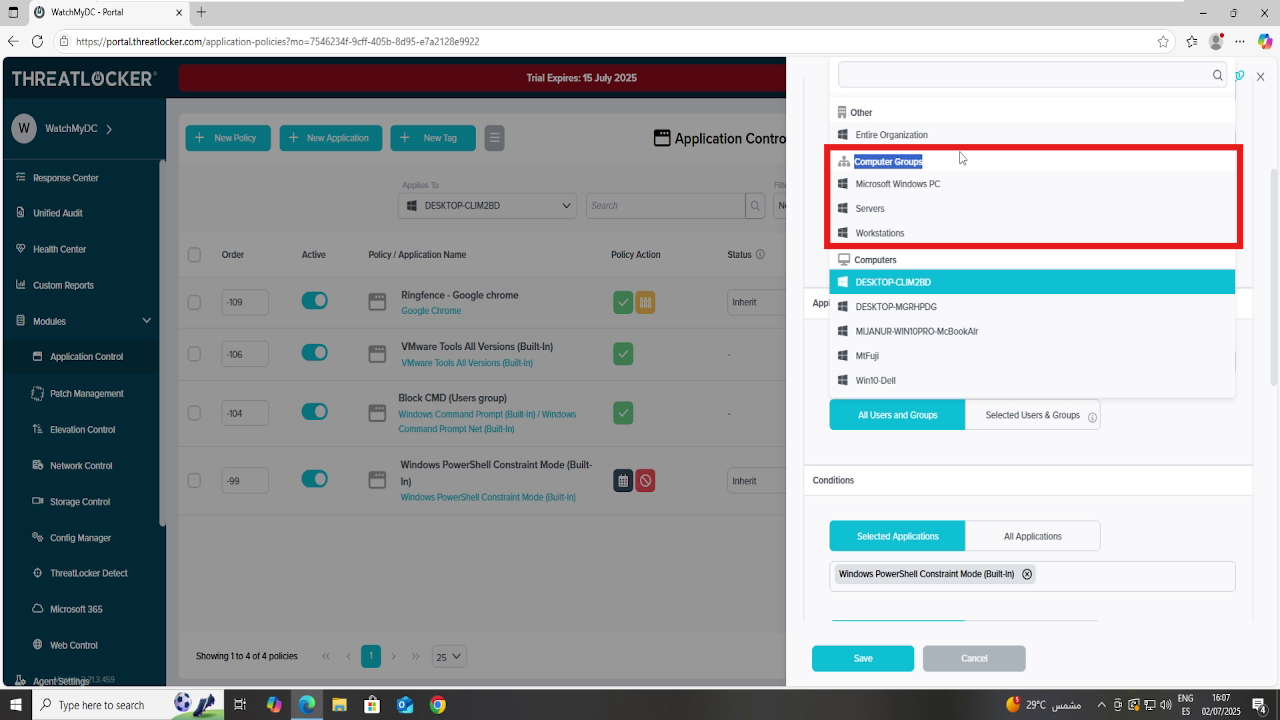 WatchMyDC - Portal
https://portal.threatlocker.com/application-policies?mo=7546234f-9cff-405b-8d95-e7a2128e9922
THREATLOCKER
Trial Expires: 15 July 2025
W WatchMyDC
Response Center
Unified Audit
Health Center
Custom Reports
Modules
Application Control
Patch Management
Elevation Control
Network Control
Storage Control
Config Manager
ThreatLocker Detect
Microsoft 365
Web Control
Agent Settings
New Policy
New Application
New Tag
Application Contro
Applies To
DESKTOP-CLIM2BD
Search
Order
Active
Policy / Application Name
Policy Action
Status
-109
Ringfence - Google chrome
Google Chrome
Inherit
-106
VMware Tools All Versions (Built-In)
VMware Tools All Versions (Built-In)
-
-104
Block CMD (Users group)
Windows Command Prompt (Built-In) / Windows
Command Prompt Net (Built-In)
-
-99
Windows PowerShell Constraint Mode (Built-
In)
Windows PowerShell Constraint Mode (Built-In)
Inherit
Showing 1 to 4 of 4 policies
1
25
Other
Entire Organization
Computer Groups
Microsoft Windows PC
Servers
Workstations
Computers
DESKTOP-CLIM2BD
DESKTOP-MGRHPDG
MIJANUR-WIN10PRO-McBookAIr
MtFuji
Win10-Dell
Appl
All Users and Groups
Selected Users & Groups
Conditions
Selected Applications
All Applications
Windows PowerShell Constraint Mode (Built-In)
Save
Cancel
Type here to search
ENG
16:09